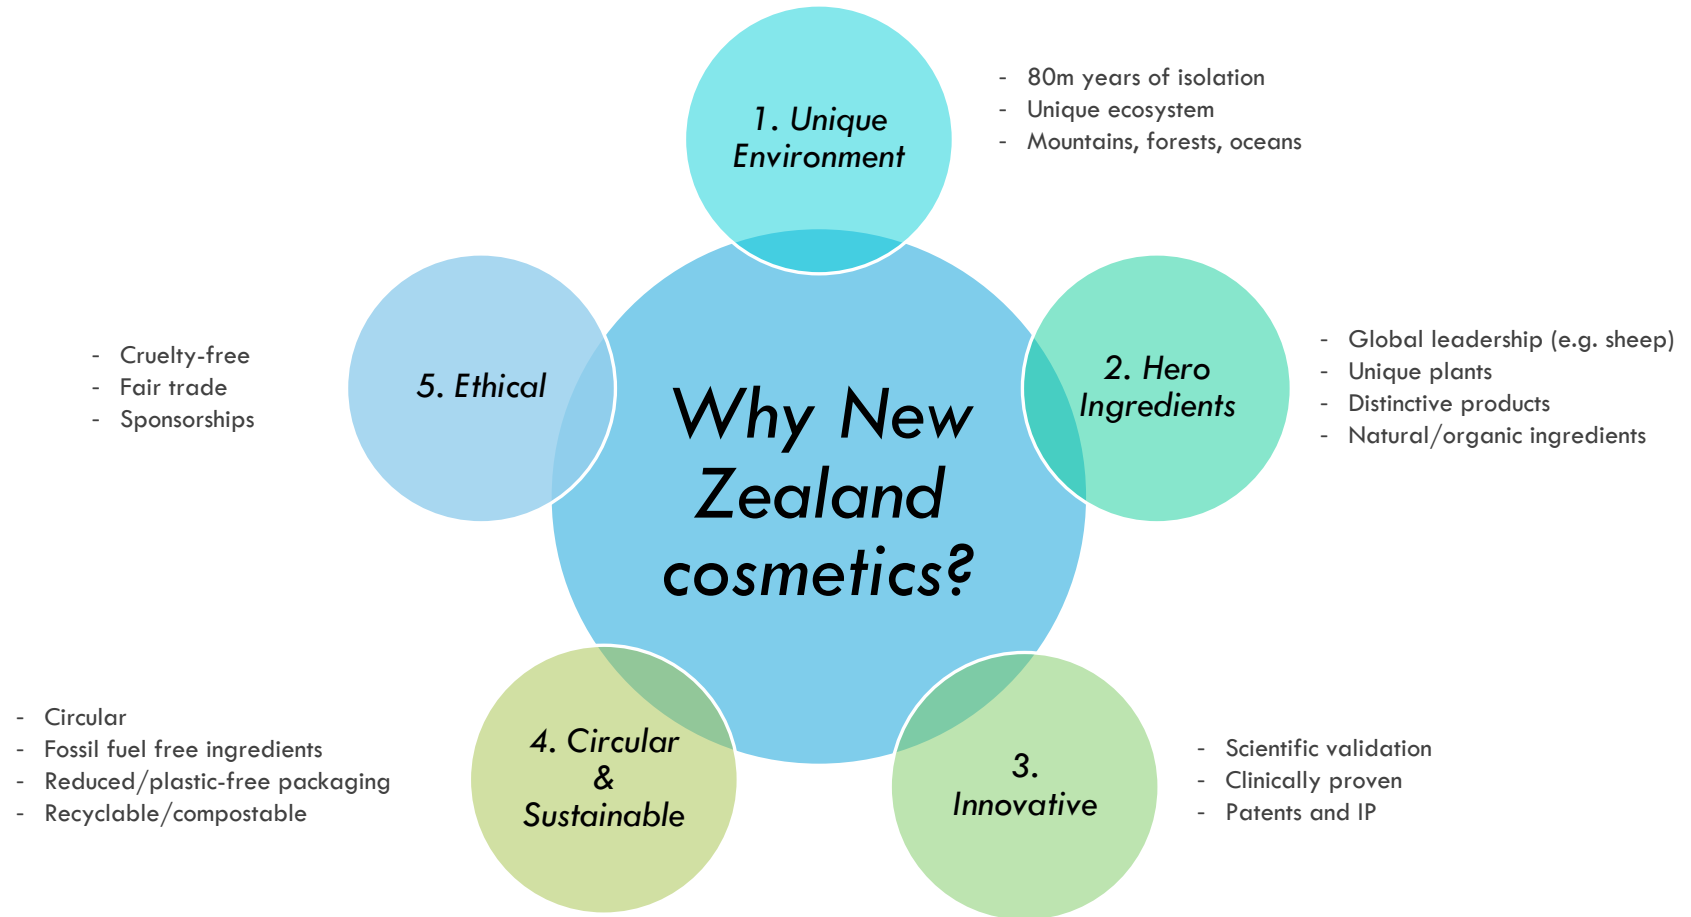 1. Unique
Environment
- 80m years of isolation
- Unique ecosystem
- Mountains, forests, oceans
2. Hero
Ingredients
- Global leadership (e.g. sheep)
- Unique plants
- Distinctive products
- Natural/organic ingredients
Why New
Zealand
cosmetics?
3.
Innovative
- Scientific validation
- Clinically proven
- Patents and IP
4. Circular
&
Sustainable
- Circular
- Fossil fuel free ingredients
- Reduced/plastic-free packaging
- Recyclable/compostable
5. Ethical
- Cruelty-free
- Fair trade
- Sponsorships